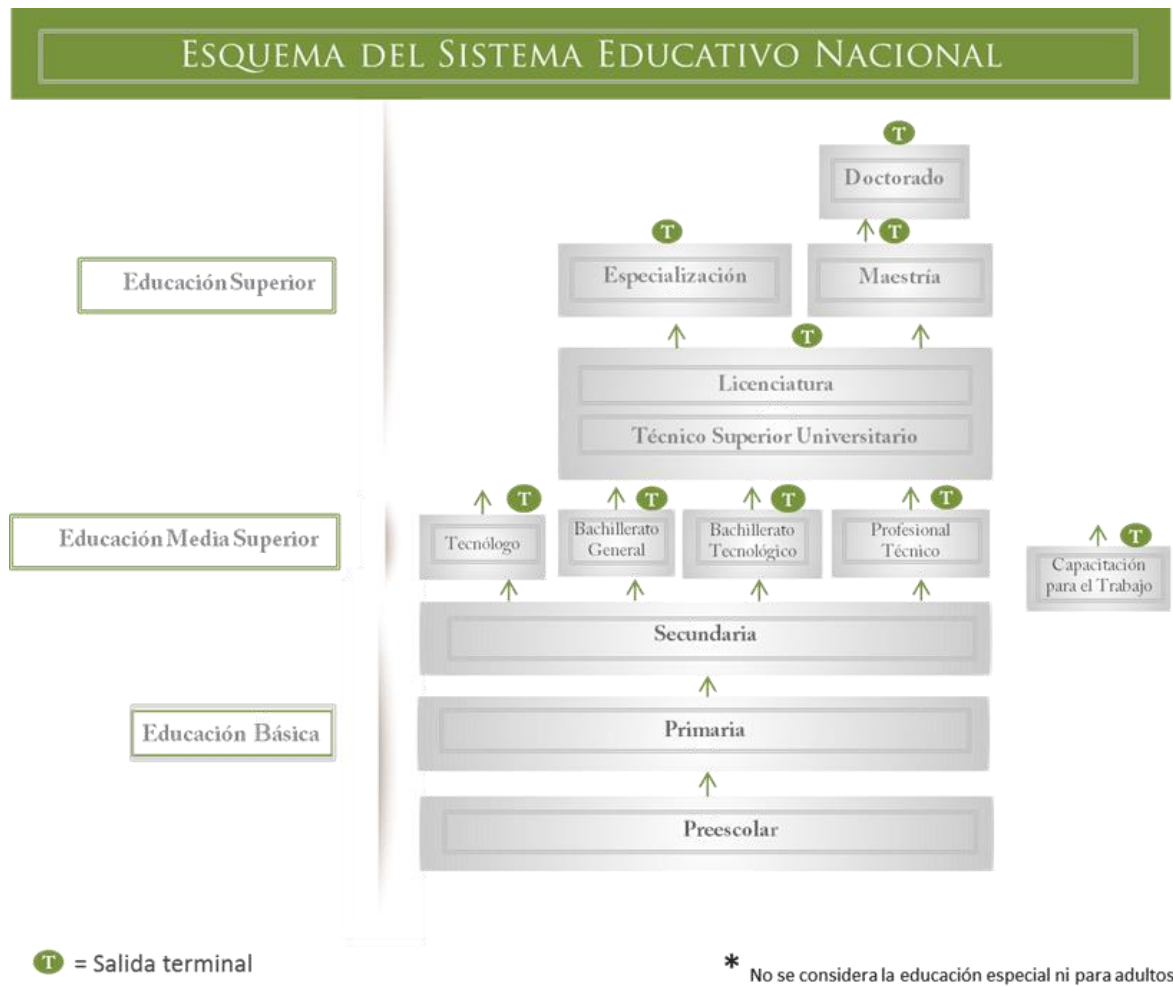 ESQUEMA DEL SISTEMA EDUCATIVO NACIONAL
T
Doctorado
T
T
Educación Superior
Especialización
Maestría
T
Licenciatura
Técnico Superior Universitario
T
T
T
T
Educación Media Superior
Tecnólogo
Bachillerato
General
Bachillerato
Tecnológico
Profesional
Técnico
T
Capacitación
para el Trabajo
Secundaria
Educación Básica
Primaria
Preescolar
T = Salida terminal
* No se considera la educación especial ni para adultos